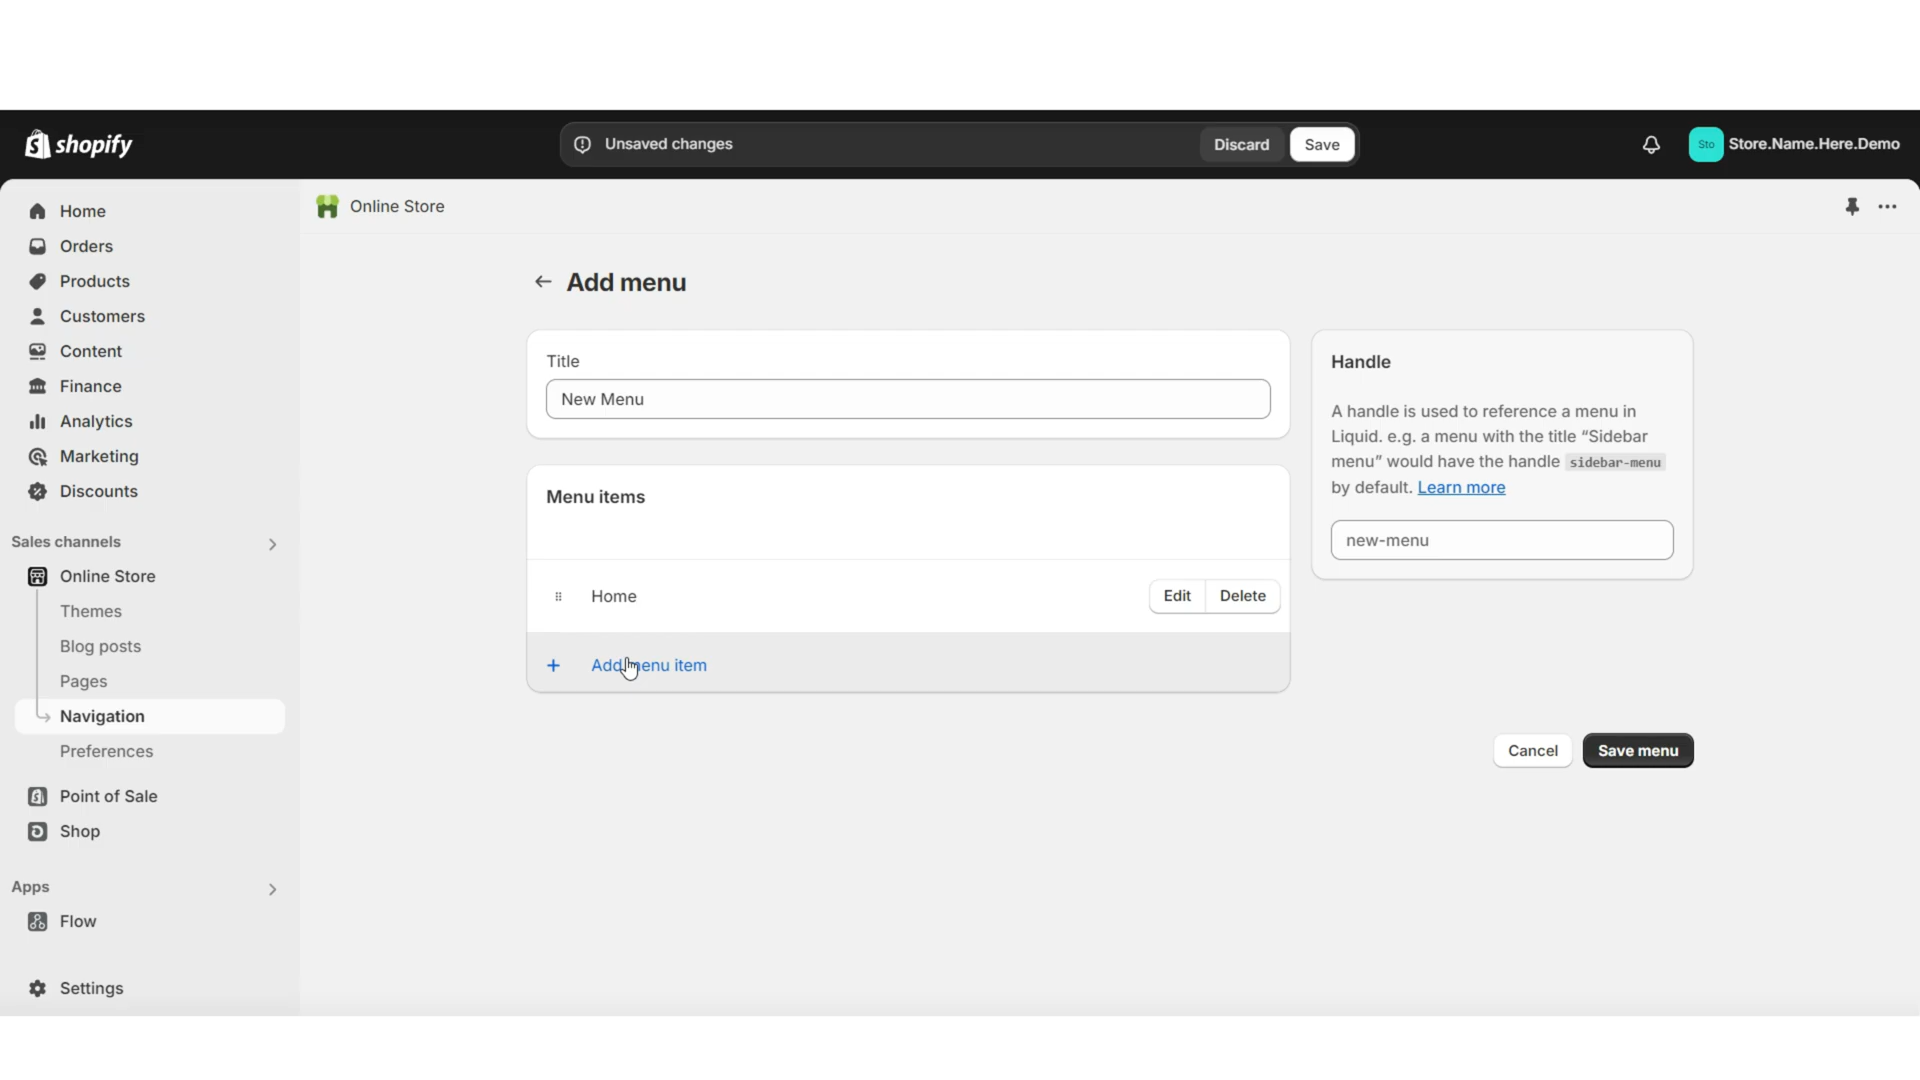 shopify
Unsaved changes
Discard
Save
Sto
Store.Name.Here.Demo
Home
Orders
Products
Customers
Content
Finance
Analytics
Marketing
Discounts
Sales channels
Online Store
Themes
Blog posts
Pages
Navigation
Preferences
Point of Sale
Shop
Apps
Flow
Settings
Online Store
Add menu
Title
New Menu
Menu items
Home
Edit
Delete
Add menu item
Handle
A handle is used to reference a menu in
Liquid. e.g. a menu with the title “Sidebar
menu” would have the handle sidebar-menu
by default. Learn more
new-menu
Cancel
Save menu